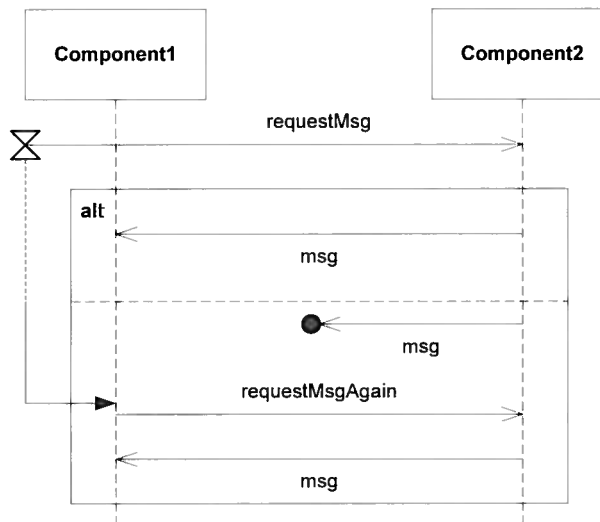 Component1
Component2
requestMsg
alt
msg
msg
requestMsgAgain
msg